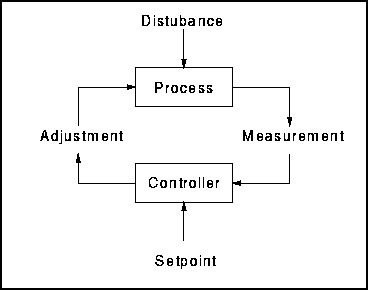 Distubance
Process
Adjustment
Measurement
Controller
Setpoint